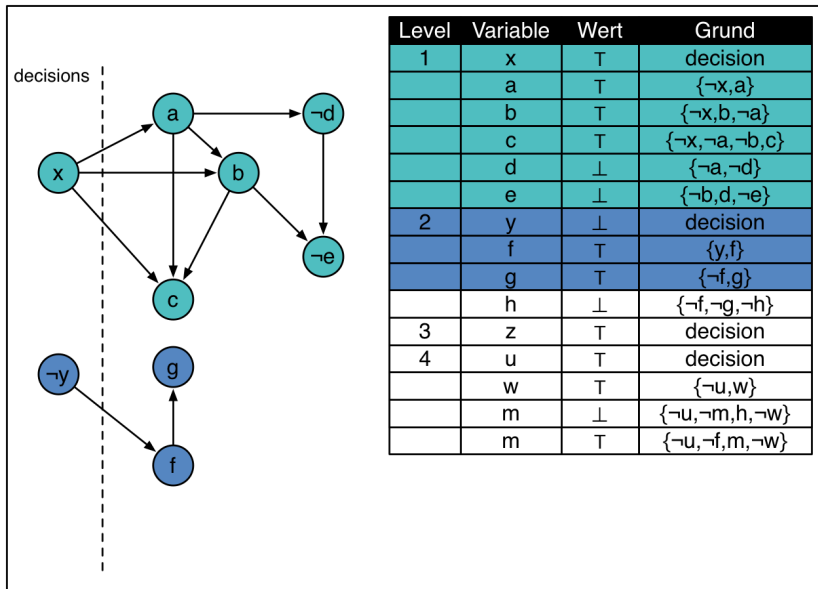 decisions
x
a
¬d
b
¬e
c
¬y
g
f
Level Variable Wert Grund
1 x ⊤ decision
a ⊤ {¬x,a}
b ⊤ {¬x,b,¬a}
c ⊤ {¬x,¬a,¬b,c}
d ⊥ {¬a,¬d}
e ⊥ {¬b,d,¬e}
2 y ⊥ decision
f ⊤ {y,f}
g ⊤ {¬f,g}
h ⊥ {¬f,¬g,¬h}
3 z ⊤ decision
4 u ⊤ decision
w ⊤ {¬u,w}
m ⊥ {¬u,¬m,h,¬w}
m ⊤ {¬u,¬f,m,¬w}